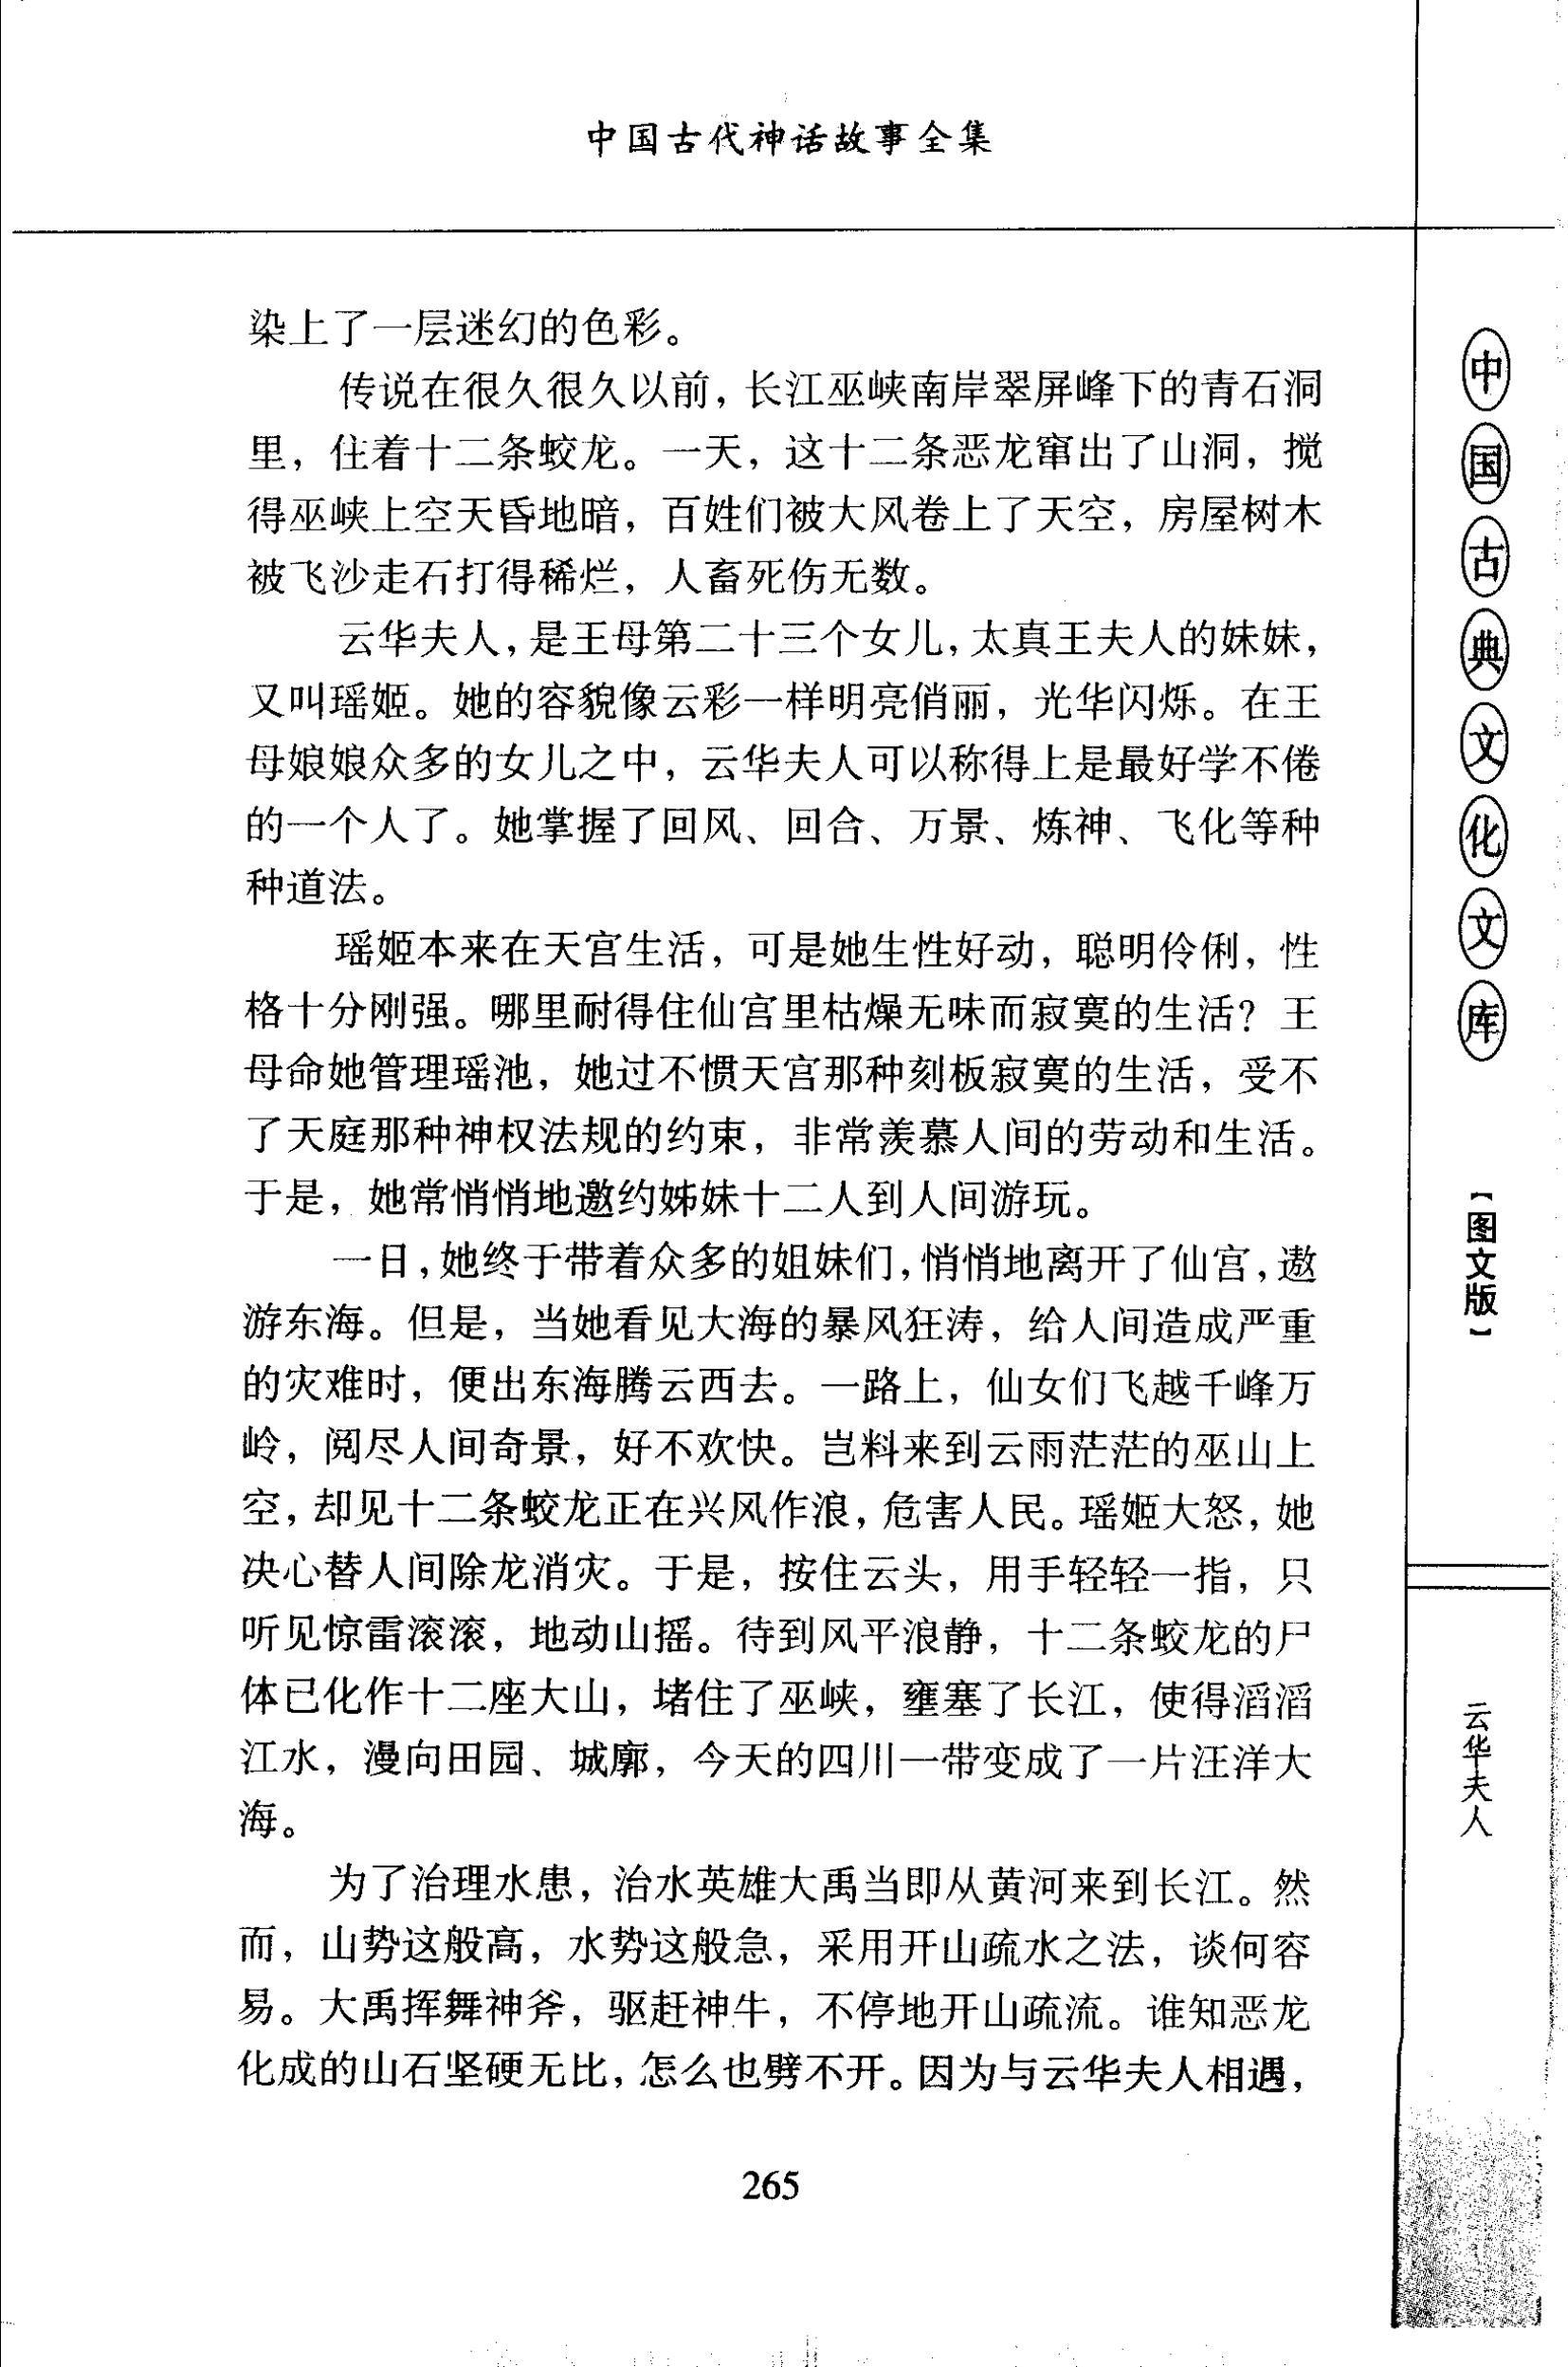 中国古代神话故事全集
染上了一层迷幻的色彩。
传说在很久很久以前，长江巫峡南岸翠屏峰下的青石洞
里，住着十二条蛟龙。一天，这十二条恶龙窜出了山洞，搅
得巫峡上空天昏地暗，百姓们被大风卷上了天空，房屋树木
被飞沙走石打得稀烂，人畜死伤无数。
云华夫人，是王母第二十三个女儿，太真王夫人的妹妹，
又叫瑶姬。她的容貌像云彩一样明亮俏丽，光华闪烁。在王
母娘娘众多的女儿之中，云华夫人可以称得上是最好学不倦
的一个人了。她掌握了回风、回合、万景、炼神、飞化等种
种道法。
瑶姬本来在天宫生活，可是她生性好动，聪明伶俐，性
格十分刚强。哪里耐得住仙宫里枯燥无味而寂寞的生活？王
母命她管理瑶池，她过不惯天宫那种刻板寂寞的生活，受不
了天庭那种神权法规的约束，非常羡慕人间的劳动和生活。
于是，她常悄悄地邀约姊妹十二人到人间游玩。
一日，她终于带着众多的姐妹们，悄悄地离开了仙宫，遨
游东海。但是，当她看见大海的暴风狂涛，给人间造成严重
的灾难时，便出东海腾云西去。一路上，仙女们飞越千峰万
岭，阅尽人间奇景，好不欢快。岂料来到云雨茫茫的巫山上
空，却见十二条蛟龙正在兴风作浪，危害人民。瑶姬大怒，她
决心替人间除龙消灾。于是，按住云头，用手轻轻一指，只
听见惊雷滚滚，地动山摇。待到风平浪静，十二条蛟龙的尸
体已化作十二座大山，堵住了巫峡，壅塞了长江，使得滔滔
江水，漫向田园、城廓，今天的四川一带变成了一片汪洋大
海。
为了治理水患，治水英雄大禹当即从黄河来到长江。然
而，山势这般高，水势这般急，采用开山疏水之法，谈何容
易。大禹挥舞神斧，驱赶神牛，不停地开山疏流。谁知恶龙
化成的山石坚硬无比，怎么也劈不开。因为与云华夫人相遇，
265
中国古典文化文库
【图文版】
云华夫人